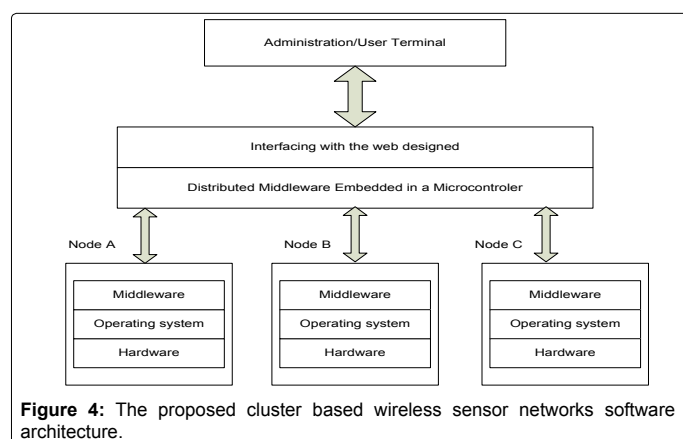 Administration/User Terminal
Interfacing with the web designed
Distributed Middleware Embedded in a Microcontroler
Node A
Node B
Node C
Middleware
Operating system
Hardware
Middleware
Operating system
Hardware
Middleware
Operating system
Hardware
Figure 4: The proposed cluster based wireless sensor networks software
architecture.